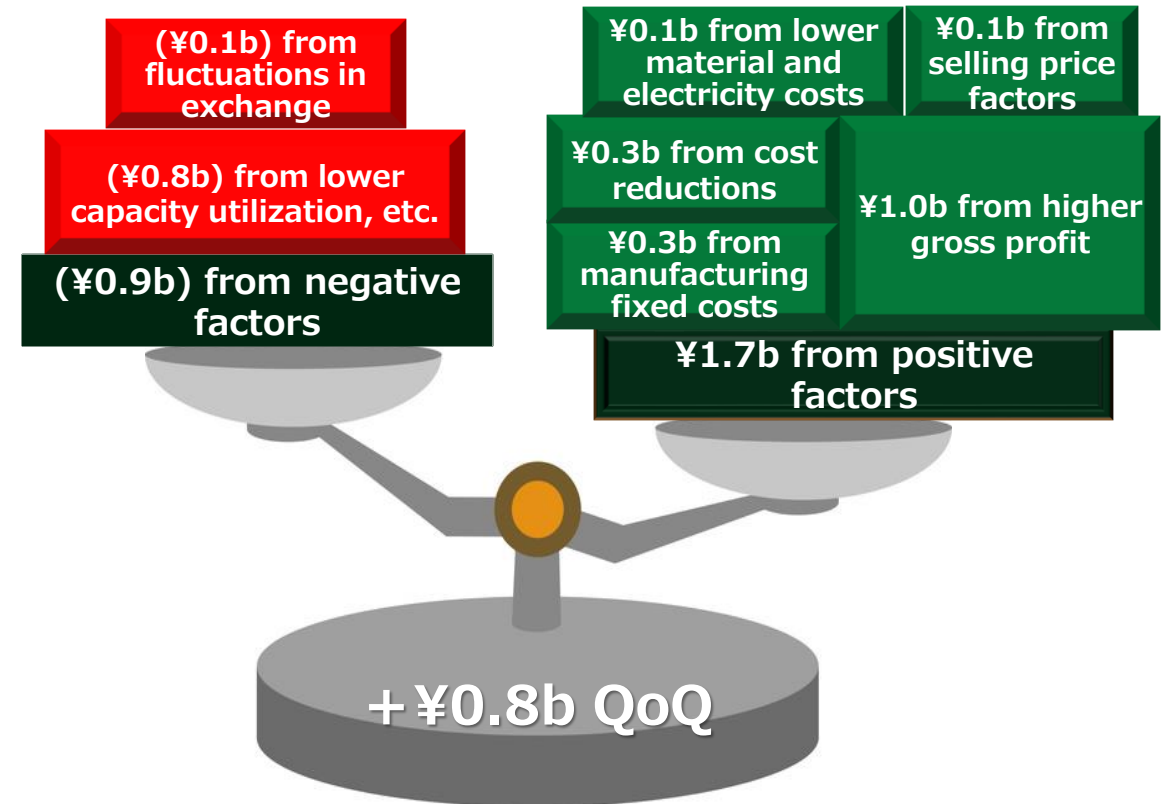 (¥0.1b) from
fluctuations in
exchange
(¥0.8b) from lower
capacity utilization, etc.
(¥0.9b) from negative
factors
¥0.1b from lower
material and
electricity costs
¥0.1b from
selling price
factors
¥0.3b from cost
reductions
¥0.3b from
manufacturing
fixed costs
¥1.0b from higher
gross profit
¥1.7b from positive
factors
+¥0.8b QoQ